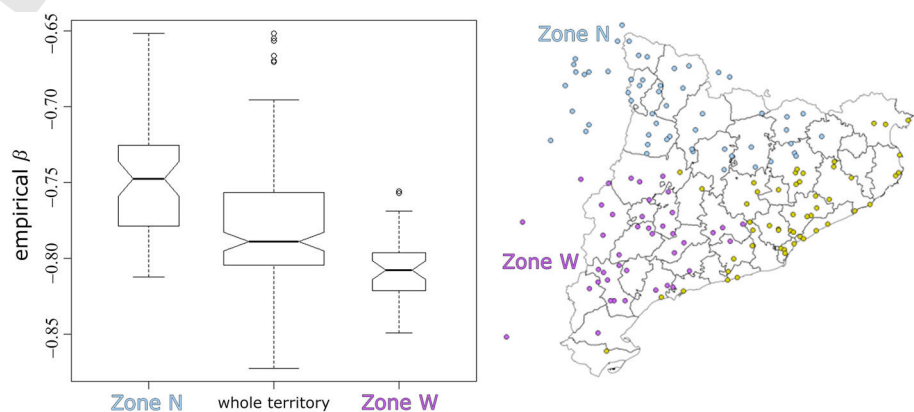 empirical β
−0.65
−0.70
−0.75
−0.80
−0.85
Zone N
whole territory
Zone W
Zone N
Zone W